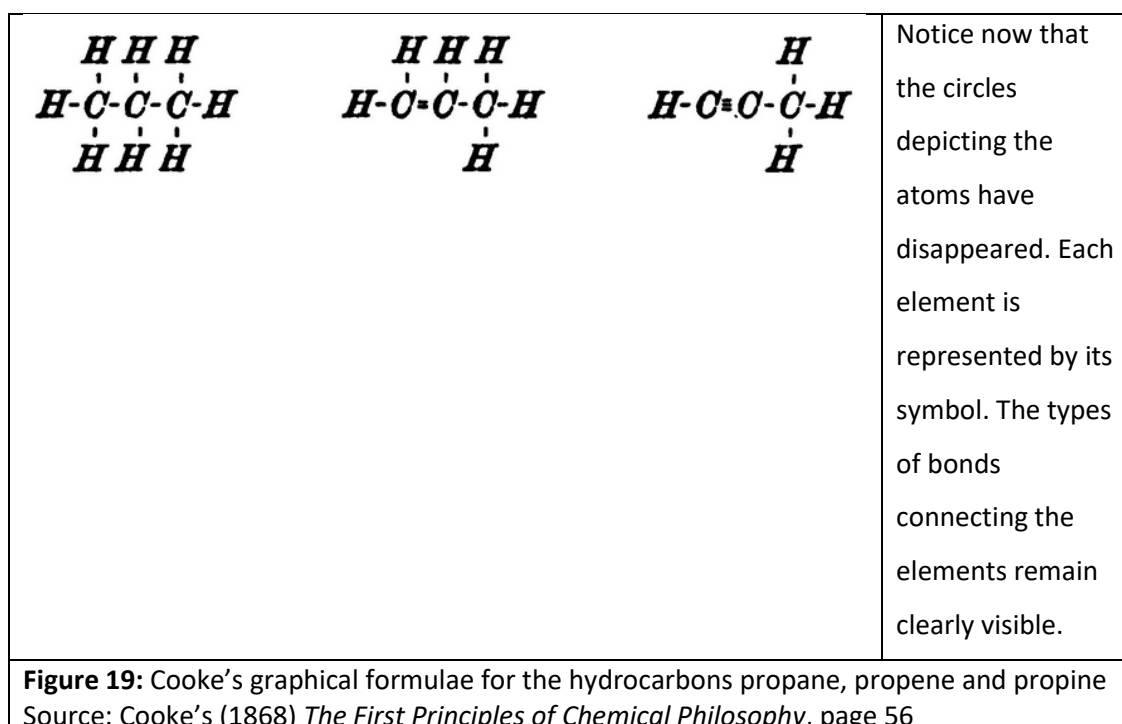 H H H
H-C-C-C-H
H H H
H H H
H-C=C-C-H
H
H
H-C≡C-C-H
H
Notice now that
the circles
depicting the
atoms have
disappeared. Each
element is
represented by its
symbol. The types
of bonds
connecting the
elements remain
clearly visible.
Figure 19: Cooke’s graphical formulae for the hydrocarbons propane, propene and propine
Source: Cooke’s (1868) The First Principles of Chemical Philosophy, page 56